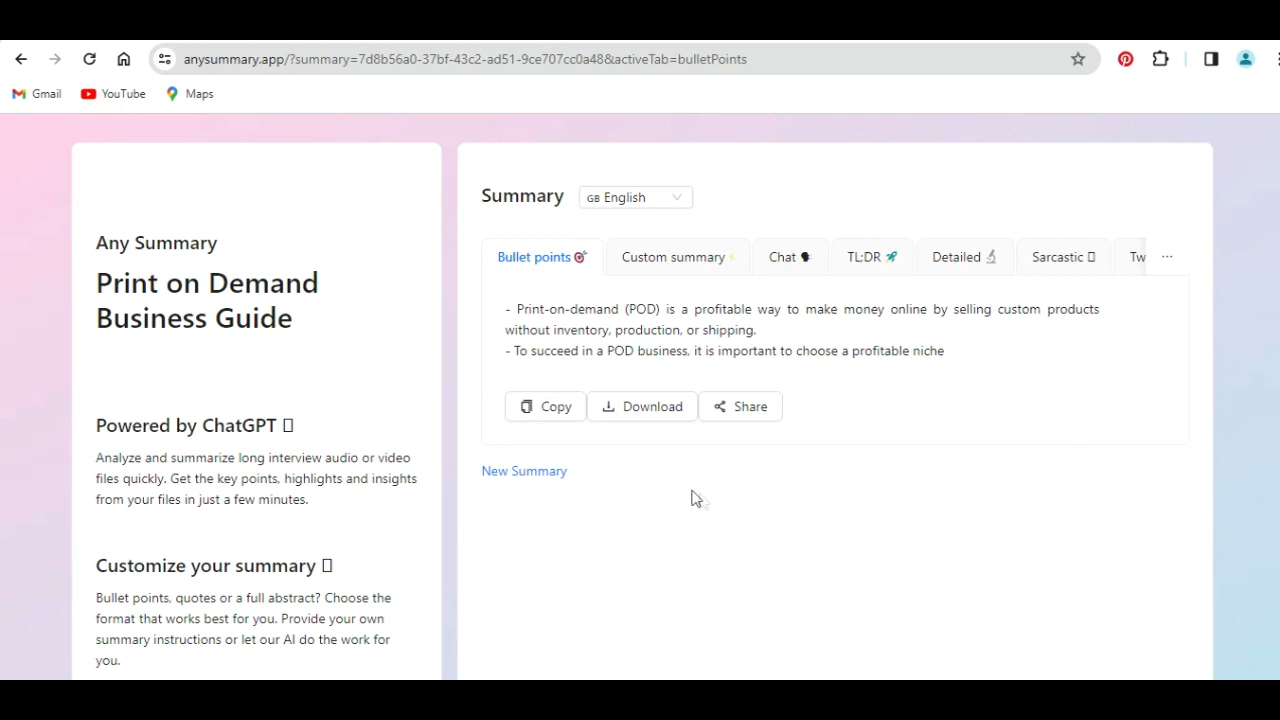 anysummary.app/?summary=7d8b56a0-37bf-43c2-ad51-9ce707cc0a48&activeTab=bulletPoints
Gmail YouTube Maps
Any Summary
Print on Demand
Business Guide
Powered by ChatGPT
Analyze and summarize long interview audio or video
files quickly. Get the key points, highlights and insights
from your files in just a few minutes.
Customize your summary
Bullet points, quotes or a full abstract? Choose the
format that works best for you. Provide your own
summary instructions or let our AI do the work for
you.
Summary GB English
Bullet points Custom summary Chat TL:DR Detailed Sarcastic Tw ...
- Print-on-demand (POD) is a profitable way to make money online by selling custom products
without inventory, production, or shipping.
- To succeed in a POD business, it is important to choose a profitable niche
Copy Download Share
New Summary